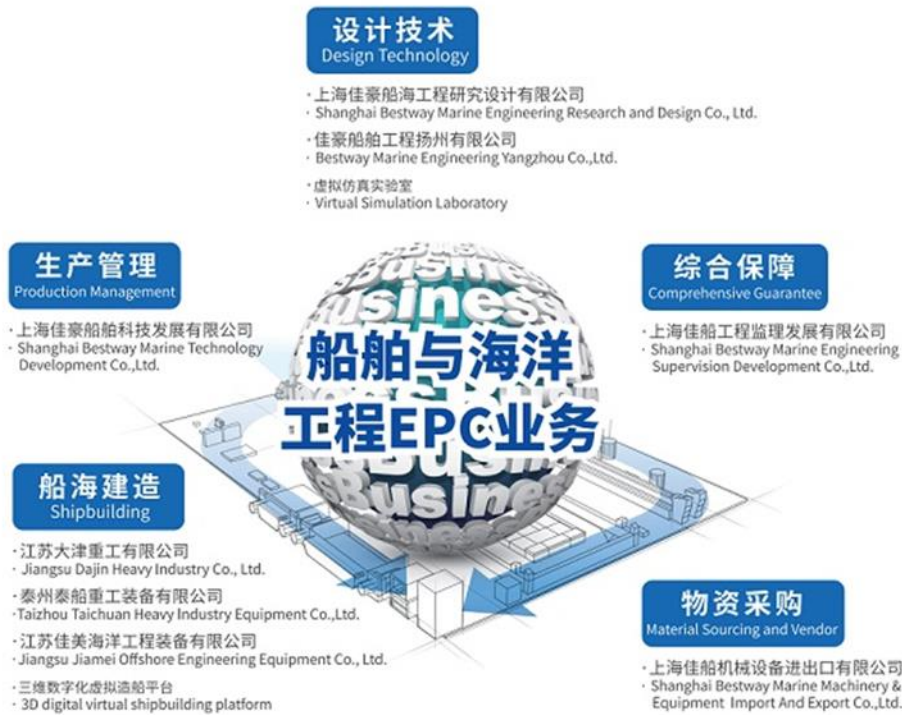 设计技术
Design Technology
·上海佳豪船海工程研究设计有限公司
· Shanghai Bestway Marine Engineering Research and Design Co., Ltd.
·佳豪船舶工程扬州有限公司
· Bestway Marine Engineering Yangzhou Co.,Ltd.
·虚拟仿真实验室
· Virtual Simulation Laboratory
生产管理
Production Management
·上海佳豪船舶科技发展有限公司
· Shanghai Bestway Marine Technology
Development Co.,Ltd.
综合保障
Comprehensive Guarantee
·上海佳船工程监理发展有限公司
· Shanghai Bestway Marine Engineering
Supervision Development Co.,Ltd.
Business
Business
船舶与海洋
工程EPC业务
Business
sBusiness
船海建造
Shipbuilding
·江苏大津重工有限公司
· Jiangsu Dajin Heavy Industry Co., Ltd.
·泰州泰船重工装备有限公司
·Taizhou Taichuan Heavy Industry Equipment Co.,Ltd.
·江苏佳美海洋工程装备有限公司
· Jiangsu Jiamei Offshore Engineering Equipment Co., Ltd.
·三维数字化虚拟造船平台
· 3D digital virtual shipbuilding platform
物资采购
Material Sourcing and Vendor
·上海佳船机械设备进出口有限公司
· Shanghai Bestway Marine Machinery &
Equipment Import And Export Co.,Ltd.